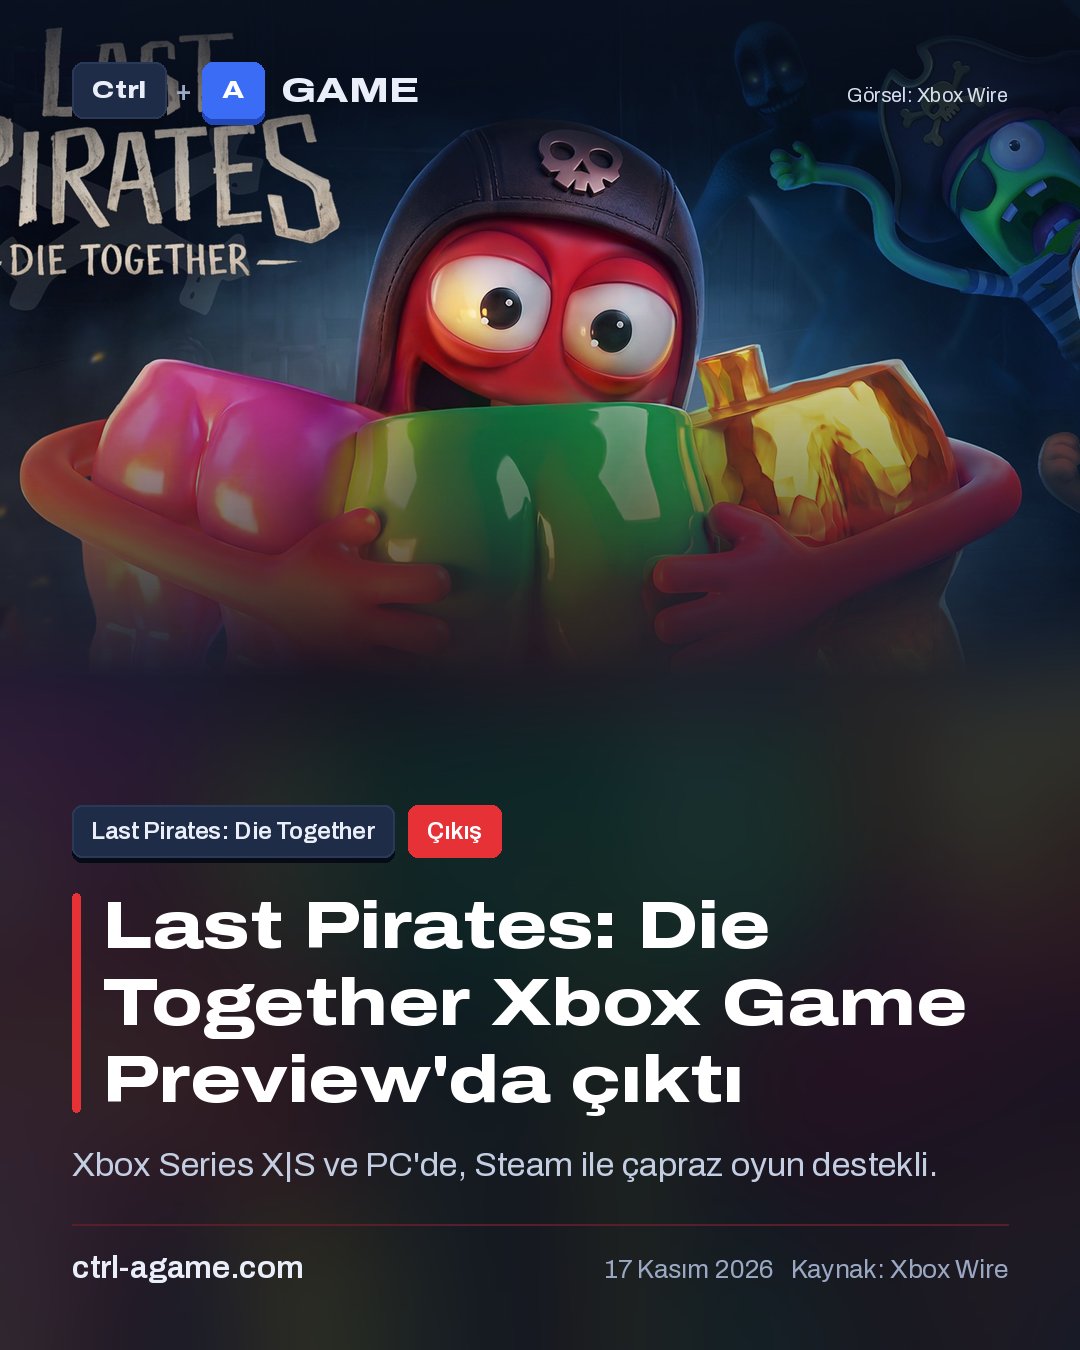 LAST
PIRATES
-DIE TOGETHER-
Ctrl + A GAME
Görsel: Xbox Wire
Last Pirates: Die Together
Çıkış
Last Pirates: Die
Together Xbox Game
Preview'da çıktı
Xbox Series X|S ve PC'de, Steam ile çapraz oyun destekli.
ctrl-agame.com
17 Kasım 2026 Kaynak: Xbox Wire